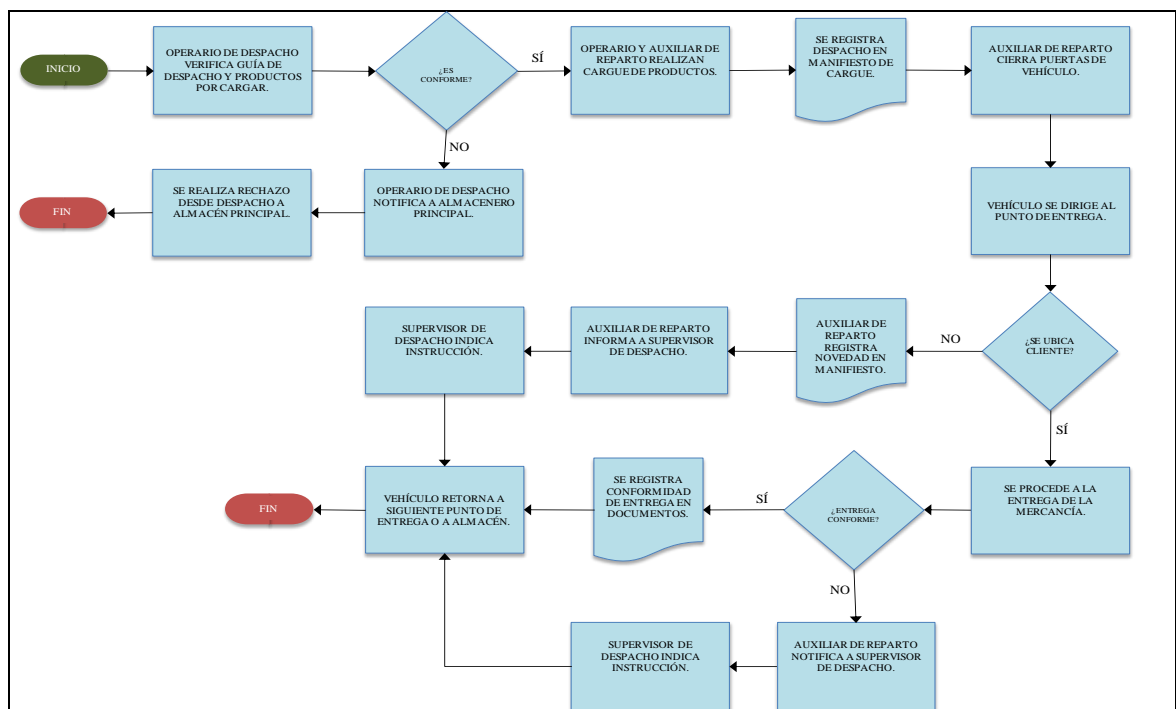 INICIO
OPERARIO DE DESPACHO
VERIFICA GUÍA DE
DESPACHO Y PRODUCTOS
POR CARGAR.
¿ES
CONFORME?
SÍ
OPERARIO Y AUXILIAR DE
REPARTO REALIZAN
CARGUE DE PRODUCTOS.
SE REGISTRA
DESPACHO EN
MANIFIESTO DE
CARGUE.
AUXILIAR DE REPARTO
CIERRA PUERTAS DE
VEHÍCULO.
NO
FIN
SE REALIZA RECHAZO
DESDE DESPACHO A
ALMACÉN PRINCIPAL.
OPERARIO DE DESPACHO
NOTIFICA A ALMACENERO
PRINCIPAL.
VEHÍCULO SE DIRIGE AL
PUNTO DE ENTREGA.
SUPERVISOR DE
DESPACHO INDICA
INSTRUCCIÓN.
AUXILIAR DE REPARTO
INFORMA A SUPERVISOR
DE DESPACHO.
AUXILIAR DE
REPARTO
REGISTRA
NOVEDAD EN
MANIFIESTO.
NO
¿SE UBICA
CLIENTE?
SÍ
FIN
VEHÍCULO RETORNA A
SIGUIENTE PUNTO DE
ENTREGA O A ALMACÉN.
SE REGISTRA
CONFORMIDAD
DE ENTREGA EN
DOCUMENTOS.
SÍ
¿ENTREGA
CONFORME?
SE PROCEDE A LA
ENTREGA DE LA
MERCANCÍA.
NO
SUPERVISOR DE
DESPACHO INDICA
INSTRUCCIÓN.
AUXILIAR DE REPARTO
NOTIFICA A SUPERVISOR
DE DESPACHO.